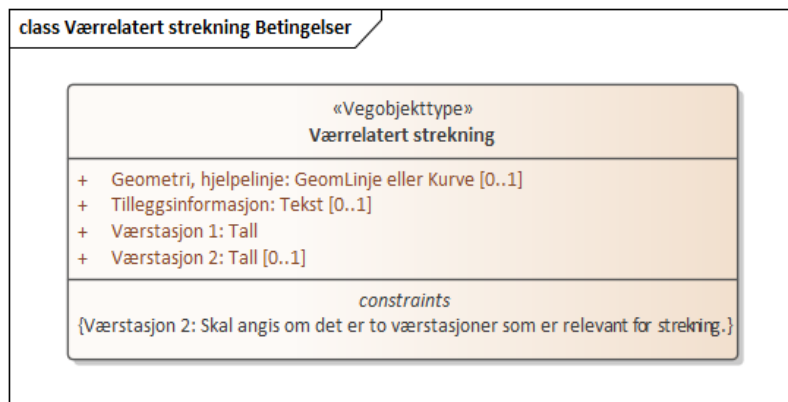 class Værrelatert strekning Betingelser
«Vegobjekttype»
Værrelatert strekning
+ Geometri, hjelpelinje: GeomLinje eller Kurve [0..1]
+ Tilleggsinformasjon: Tekst [0..1]
+ Værstasjon 1: Tall
+ Værstasjon 2: Tall [0..1]
constraints
{Værstasjon 2: Skal angis om det er to værstasjoner som er relevant for strekning.}